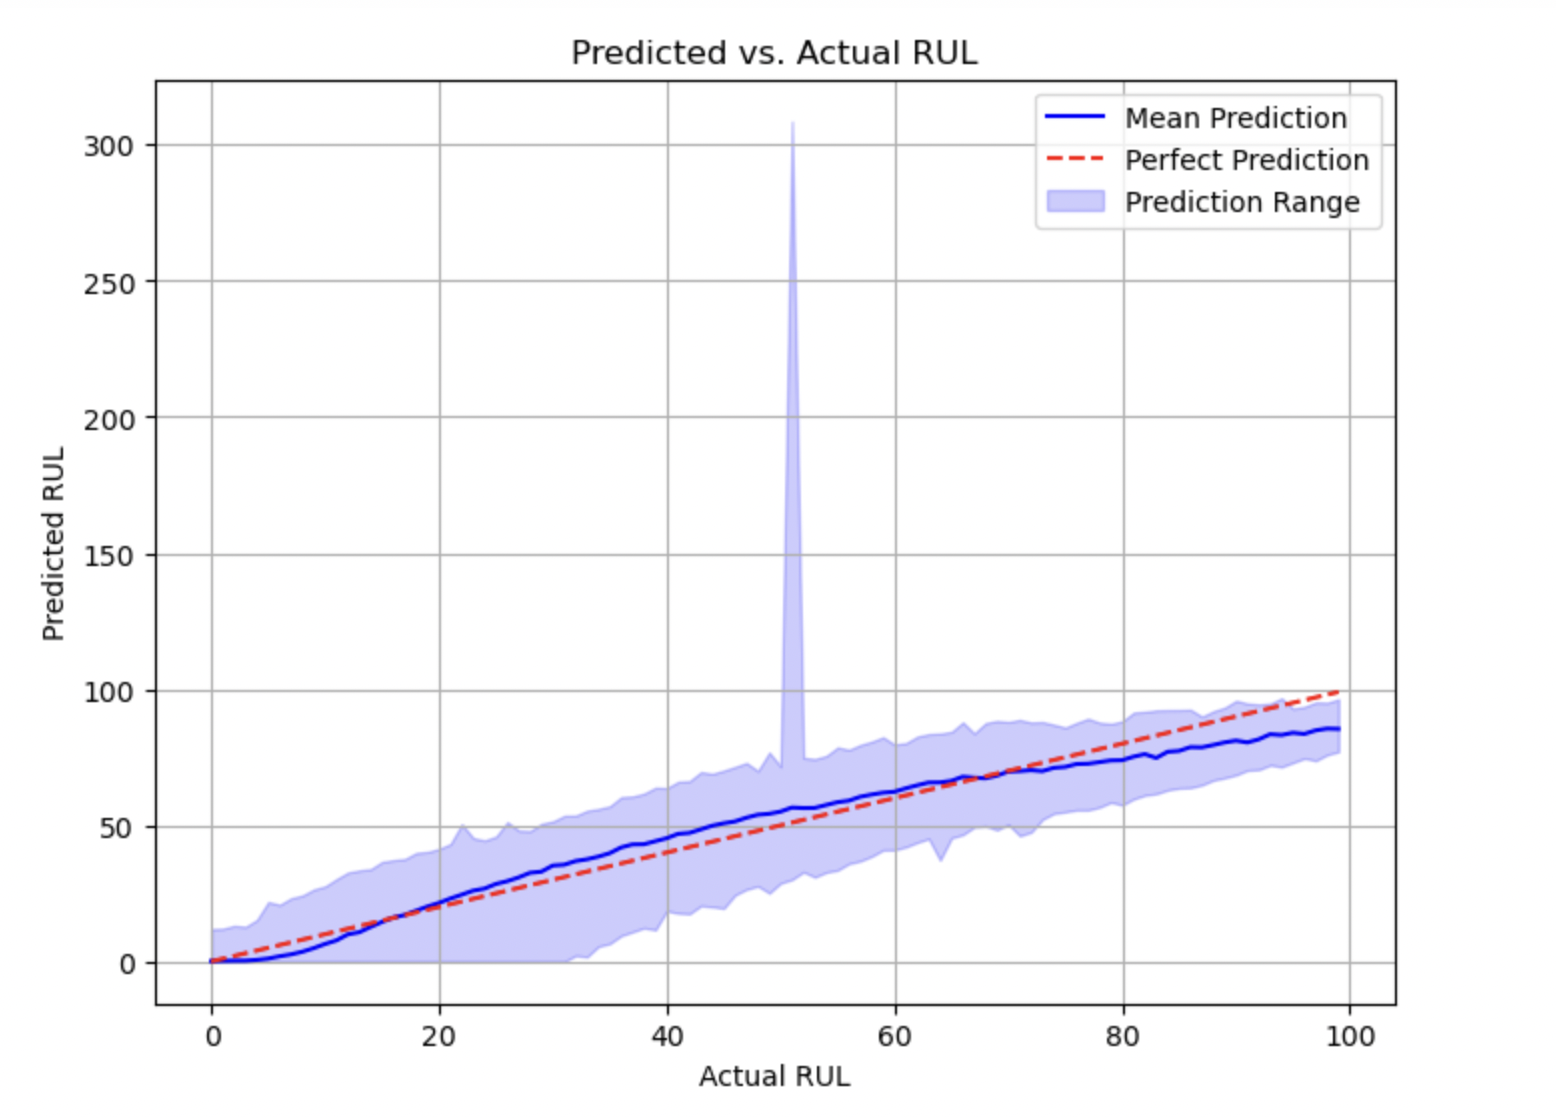 Predicted vs. Actual RUL
Mean Prediction
Perfect Prediction
Prediction Range
300
250
200
150
100
50
0
Predicted RUL
0 20 40 60 80 100
Actual RUL